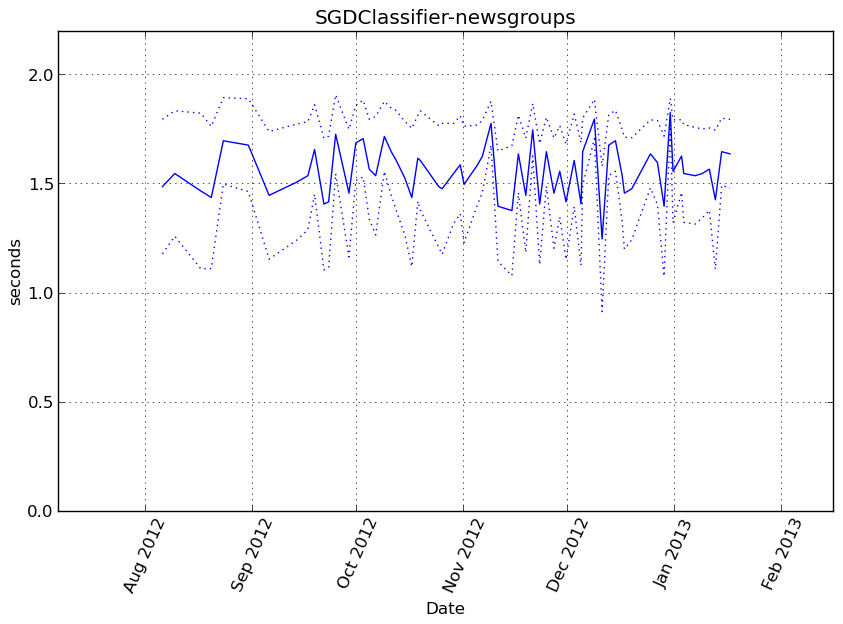 SGDClassifier-newsgroups
2.0
1.5
1.0
0.5
0.0
seconds
Aug 2012
Sep 2012
Oct 2012
Nov 2012
Dec 2012
Jan 2013
Feb 2013
Date